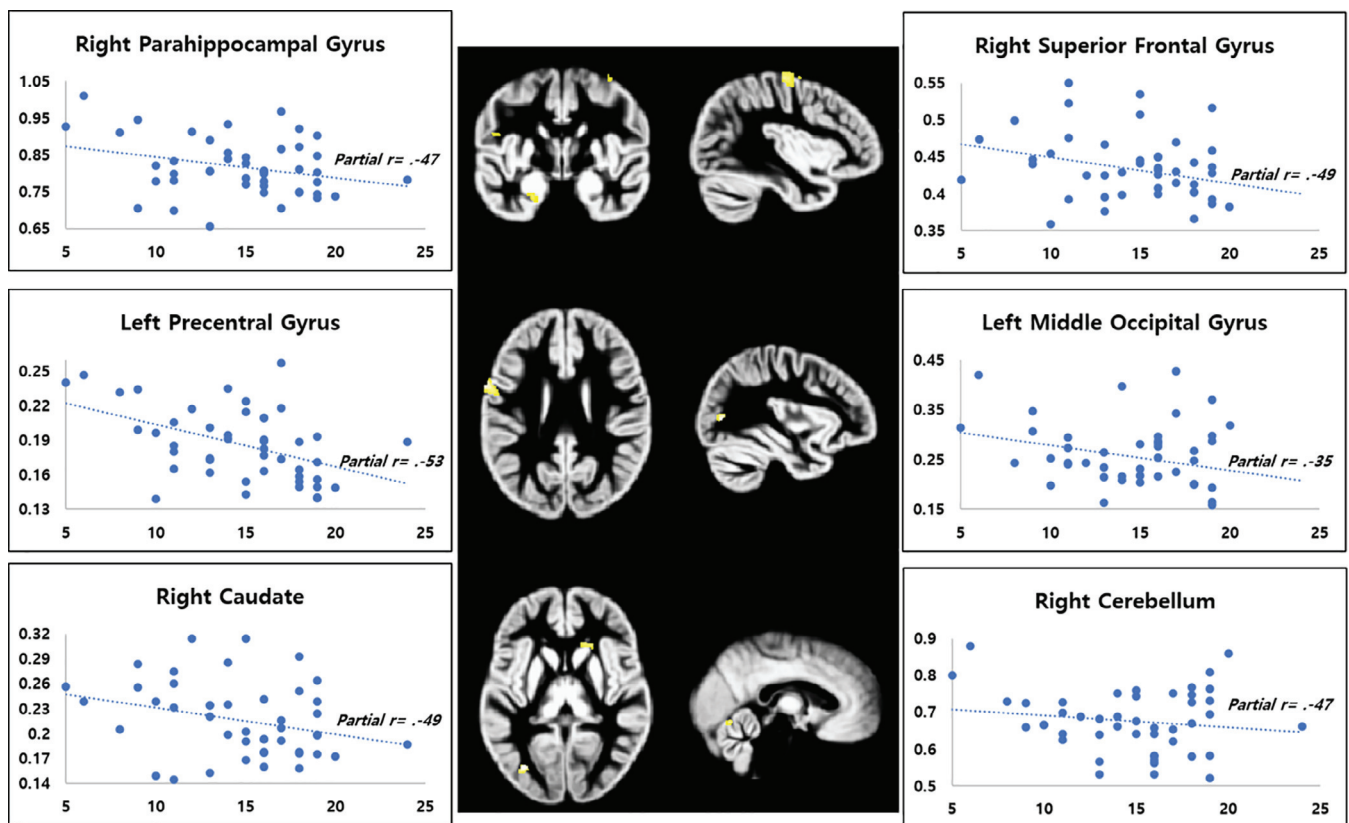 Right Parahippocampal Gyrus
1.05
0.95
0.85
0.75
0.65
Partial r= .-47
5 10 15 20 25
Left Precentral Gyrus
0.25
0.22
0.19
0.16
0.13
Partial r= .-53
5 10 15 20 25
Right Caudate
0.32
0.29
0.26
0.23
0.2
0.17
0.14
Partial r= .-49
5 10 15 20 25
Right Superior Frontal Gyrus
0.55
0.5
0.45
0.4
0.35
Partial r= .-49
5 10 15 20 25
Left Middle Occipital Gyrus
0.45
0.35
0.25
0.15
Partial r= .-35
5 10 15 20 25
Right Cerebellum
0.9
0.8
0.7
0.6
0.5
Partial r= .-47
5 10 15 20 25